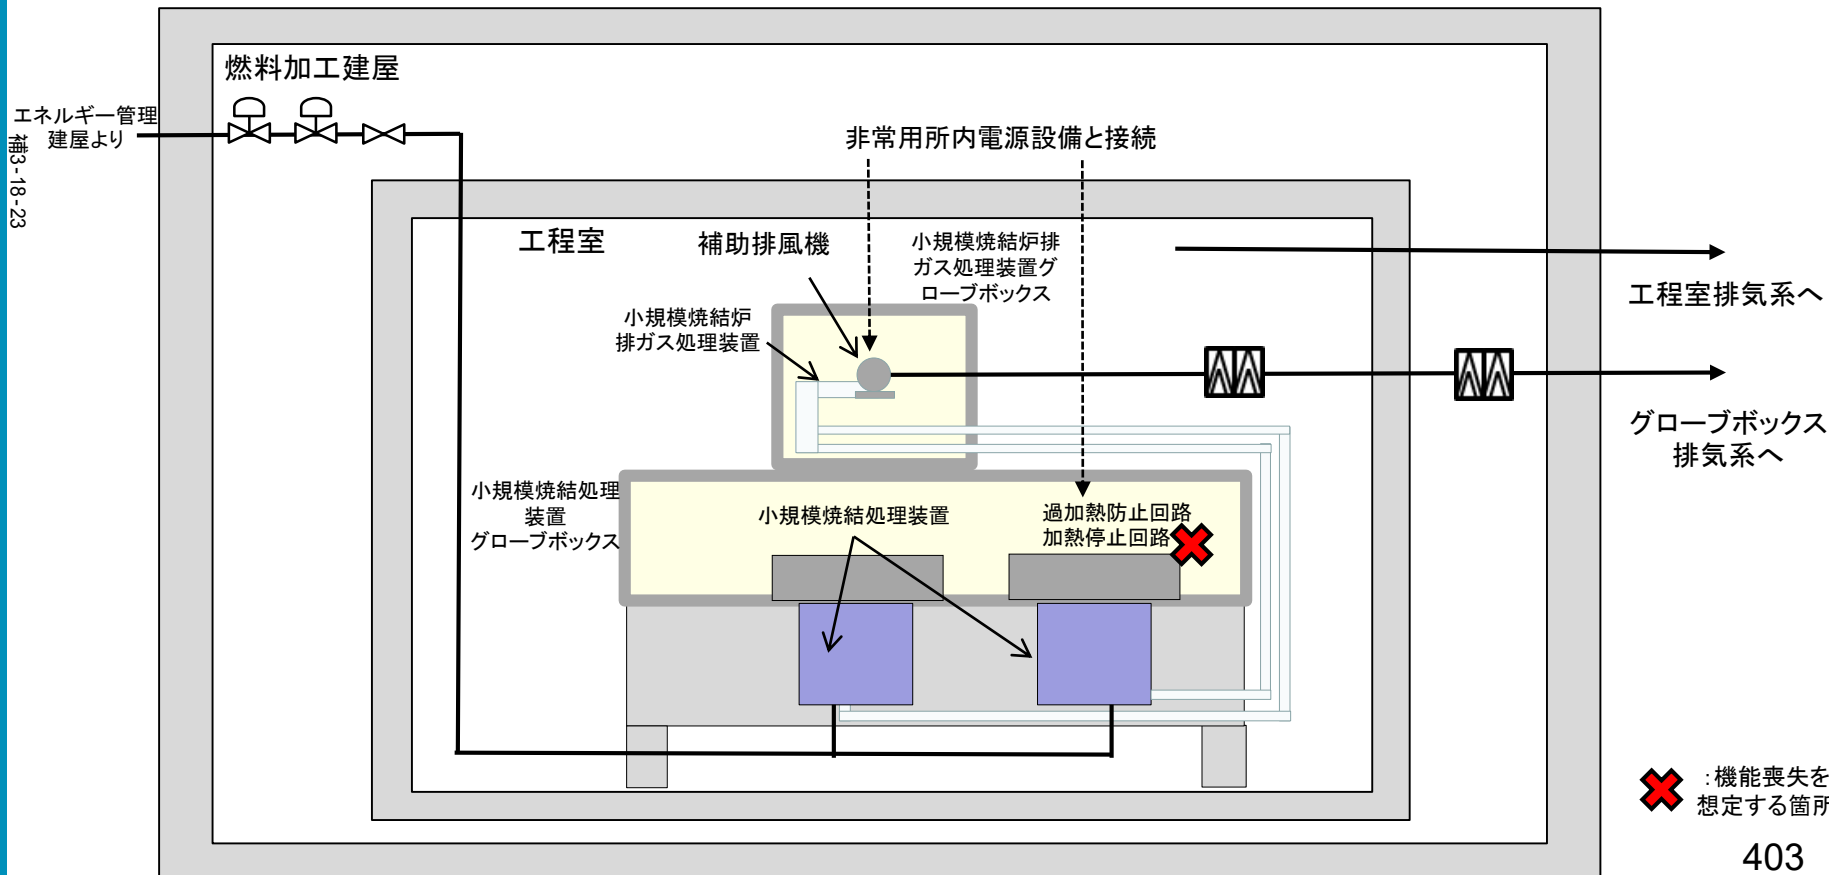 燃料加工建屋
エネルギー管理
建屋より
補3-18-23
非常用所内電源設備と接続
工程室
補助排風機
小規模焼結炉排
ガス処理装置グ
ローブボックス
小規模焼結炉
排ガス処理装置
工程室排気系へ
グローブボックス
排気系へ
小規模焼結処理
装置
グローブボックス
小規模焼結処理装置
過加熱防止回路
加熱停止回路
:機能喪失を
想定する箇所
403